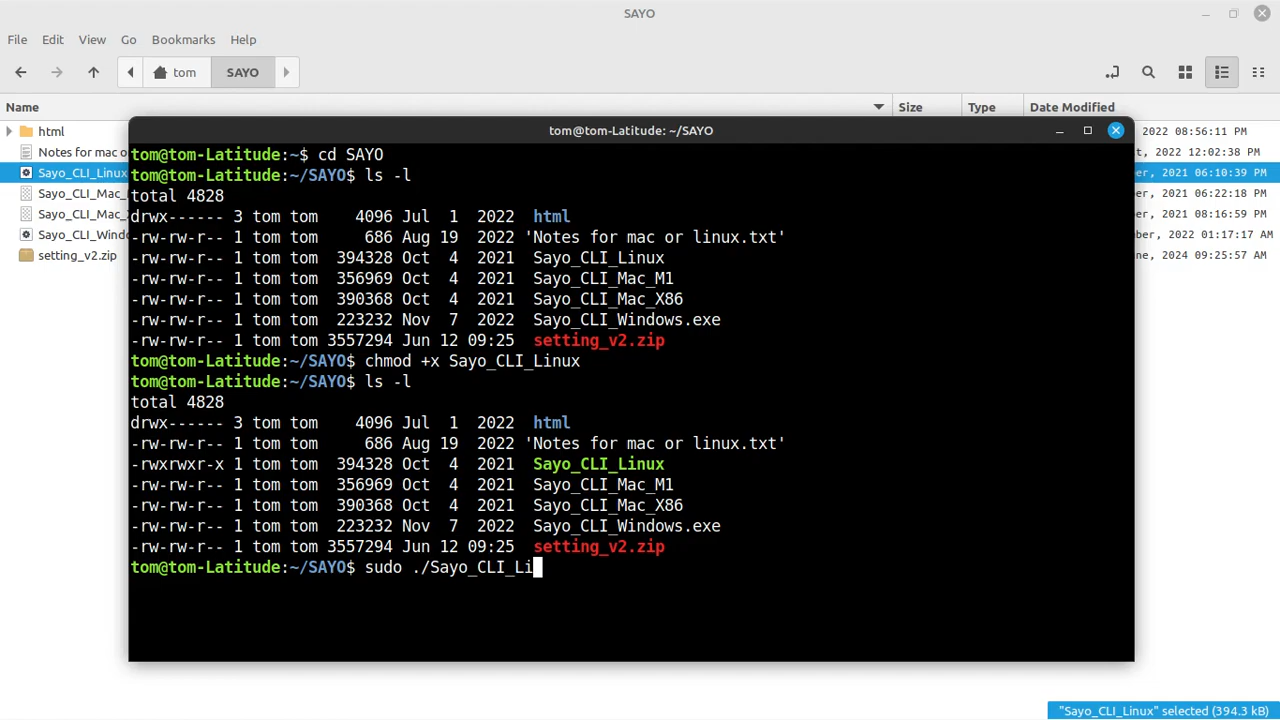 SAYO
File Edit View Go Bookmarks Help
tom SAYO
Name Size Type Date Modified
html 2022 08:56:11 PM
Notes for mac o t, 2022 12:02:38 PM
Sayo_CLI_Linux er, 2021 06:10:39 PM
Sayo_CLI_Mac_ er, 2021 06:22:18 PM
Sayo_CLI_Mac_ er, 2021 08:16:59 PM
Sayo_CLI_Windo ber, 2022 01:17:17 AM
setting_v2.zip ne, 2024 09:25:57 AM
tom@tom-Latitude: ~/SAYO
tom@tom-Latitude:~$ cd SAYO
tom@tom-Latitude:~/SAYO$ ls -l
total 4828
drwx------ 3 tom tom 4096 Jul 1 2022 html
-rw-rw-r-- 1 tom tom 686 Aug 19 2022 'Notes for mac or linux.txt'
-rw-rw-r-- 1 tom tom 394328 Oct 4 2021 Sayo_CLI_Linux
-rw-rw-r-- 1 tom tom 356969 Oct 4 2021 Sayo_CLI_Mac_M1
-rw-rw-r-- 1 tom tom 390368 Oct 4 2021 Sayo_CLI_Mac_X86
-rw-rw-r-- 1 tom tom 223232 Nov 7 2022 Sayo_CLI_Windows.exe
-rw-rw-r-- 1 tom tom 3557294 Jun 12 09:25 setting_v2.zip
tom@tom-Latitude:~/SAYO$ chmod +x Sayo_CLI_Linux
tom@tom-Latitude:~/SAYO$ ls -l
total 4828
drwx------ 3 tom tom 4096 Jul 1 2022 html
-rw-rw-r-- 1 tom tom 686 Aug 19 2022 'Notes for mac or linux.txt'
-rwxrwxr-x 1 tom tom 394328 Oct 4 2021 Sayo_CLI_Linux
-rw-rw-r-- 1 tom tom 356969 Oct 4 2021 Sayo_CLI_Mac_M1
-rw-rw-r-- 1 tom tom 390368 Oct 4 2021 Sayo_CLI_Mac_X86
-rw-rw-r-- 1 tom tom 223232 Nov 7 2022 Sayo_CLI_Windows.exe
-rw-rw-r-- 1 tom tom 3557294 Jun 12 09:25 setting_v2.zip
tom@tom-Latitude:~/SAYO$ sudo ./Sayo_CLI_Li
"Sayo_CLI_Linux" selected (394.3 kB)